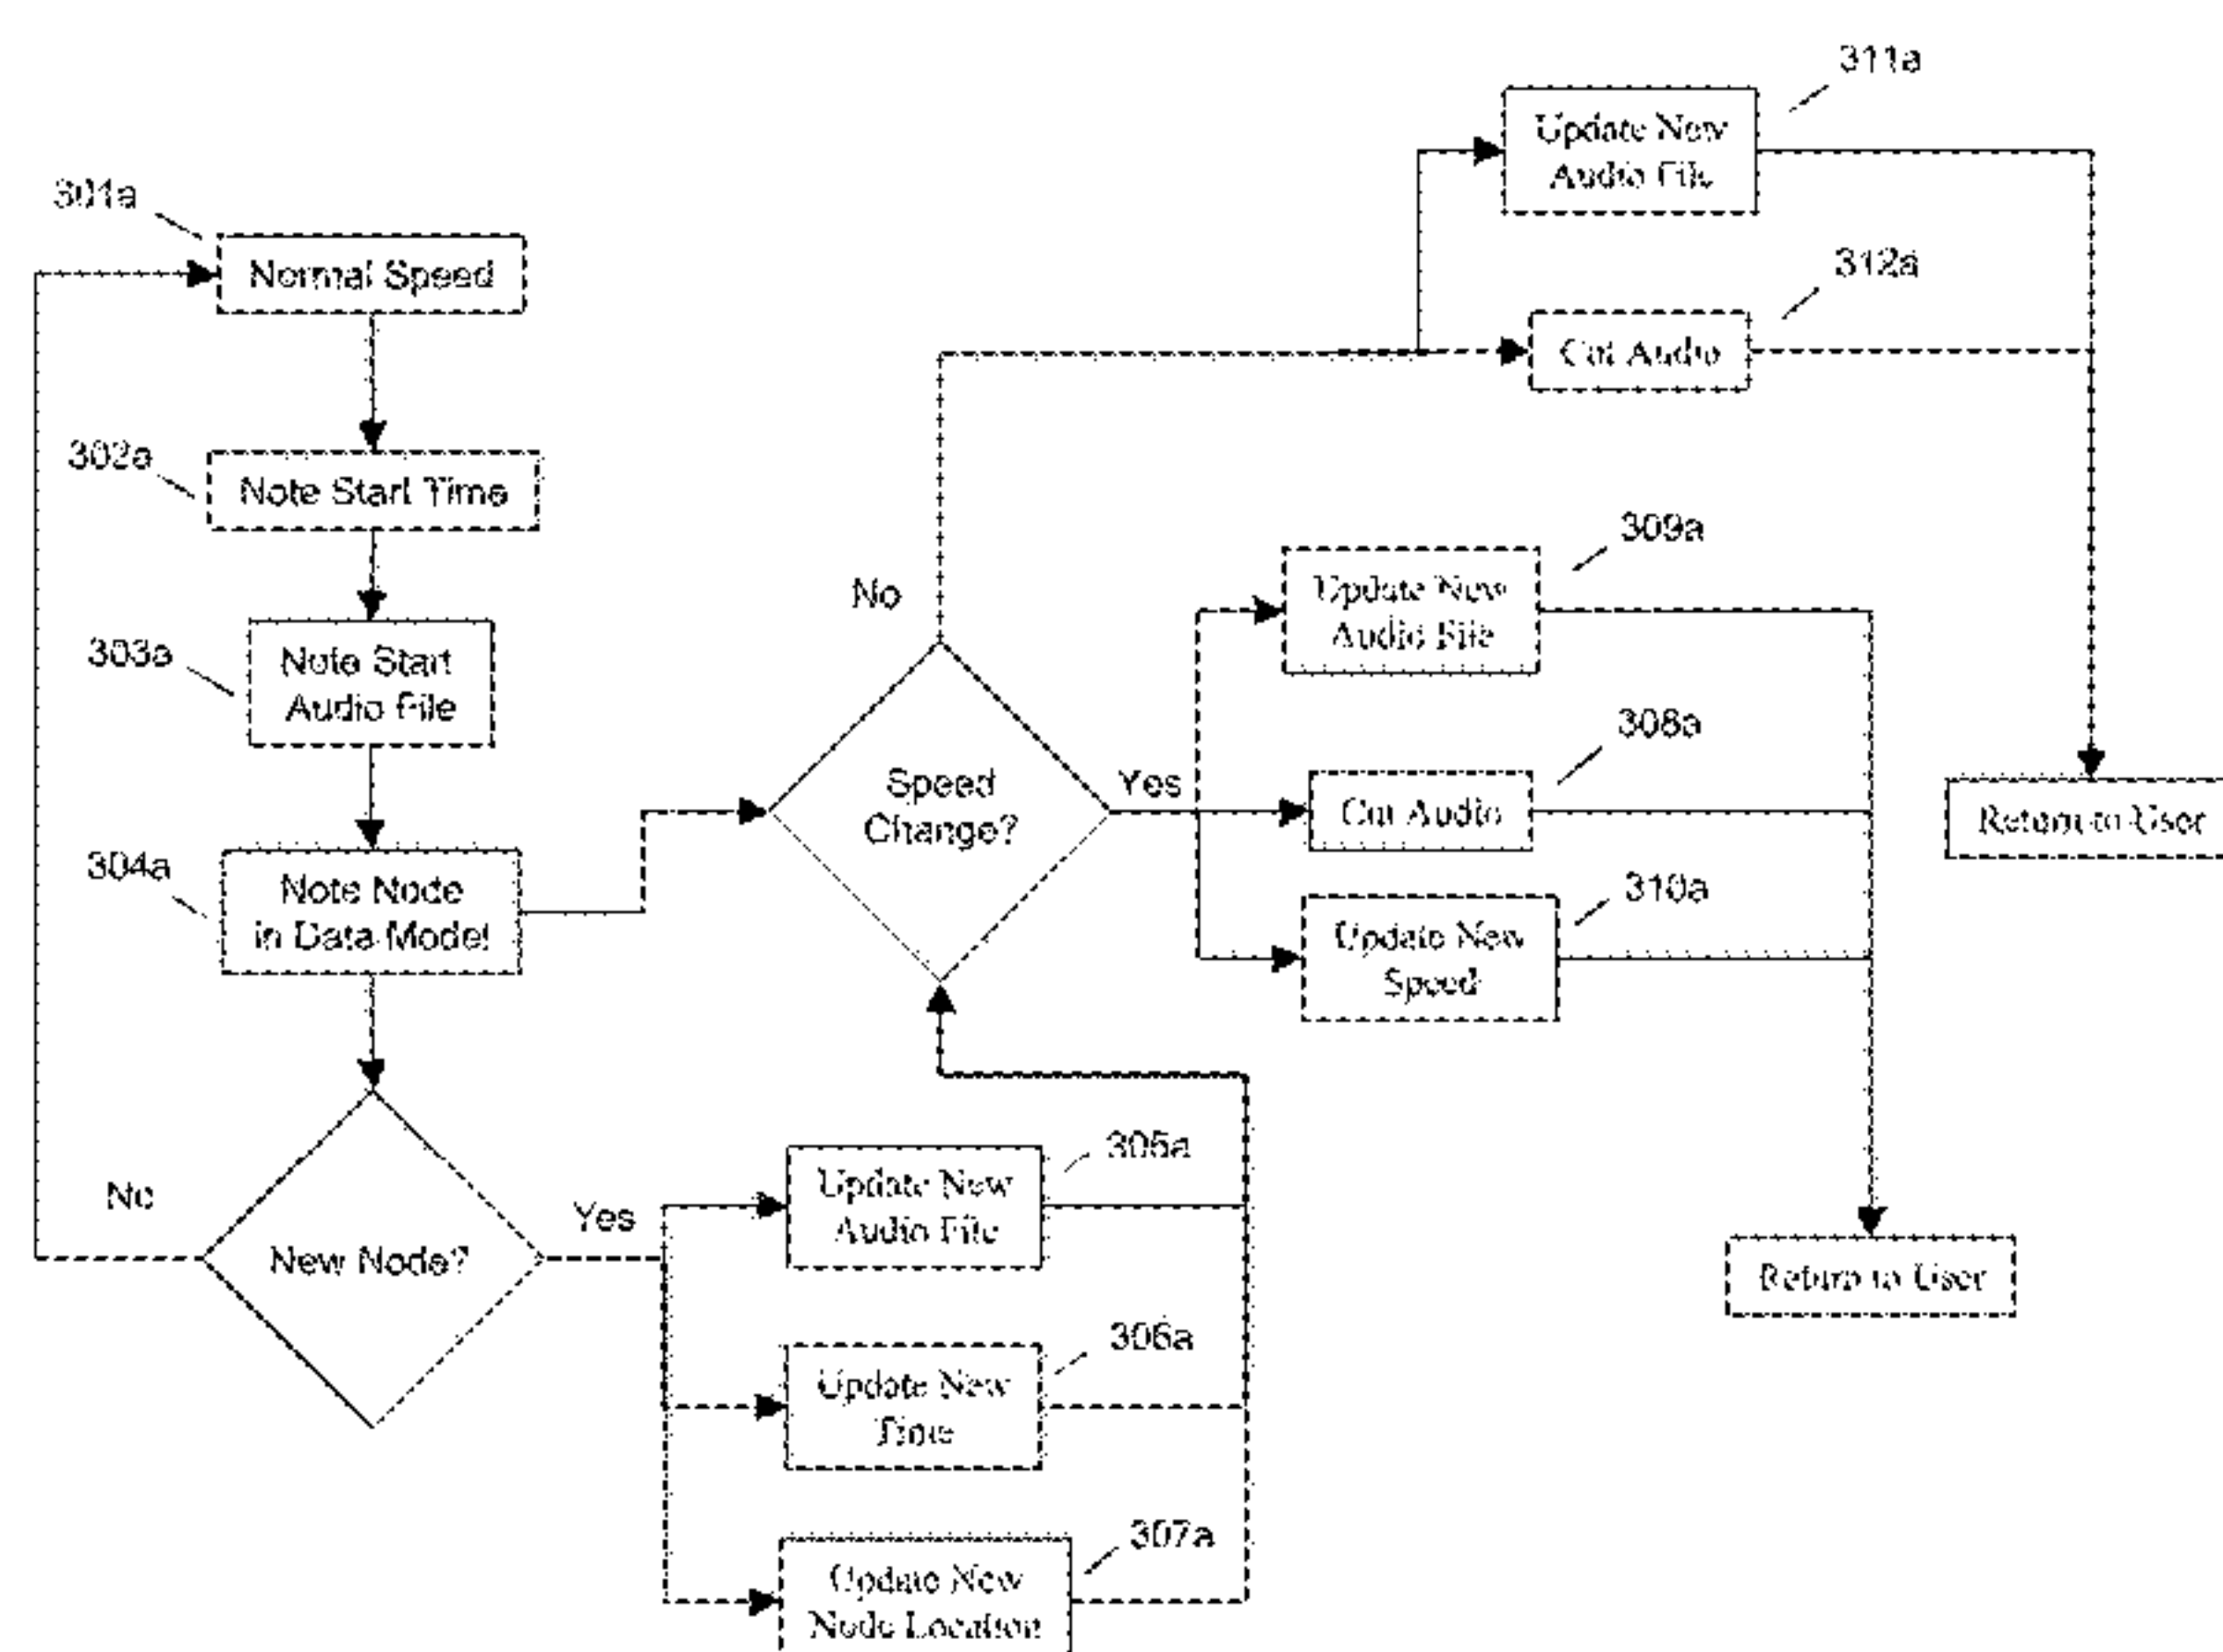 301a
Normal Speed
302a
Note Start Time
303a
Note Start
Audio File
304a
Note Node
in Data Model
No
New Node?
Yes
305a
Update New
Audio File
306a
Update New
Time
307a
Update New
Node Location
Speed
Change?
No
Yes
311a
Update New
Audio File
312a
Cut Audio
309a
Update New
Audio File
308a
Cut Audio
310a
Update New
Speed
Return to User
Return to User